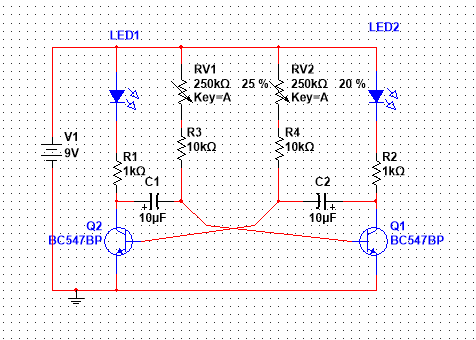 LED1
LED2
RV1
250kΩ
Key=A
25 %
RV2
250kΩ
Key=A
20 %
V1
9V
R1
1kΩ
R3
10kΩ
R4
10kΩ
R2
1kΩ
C1
+
10µF
C2
+
10µF
Q2
BC547BP
Q1
BC547BP